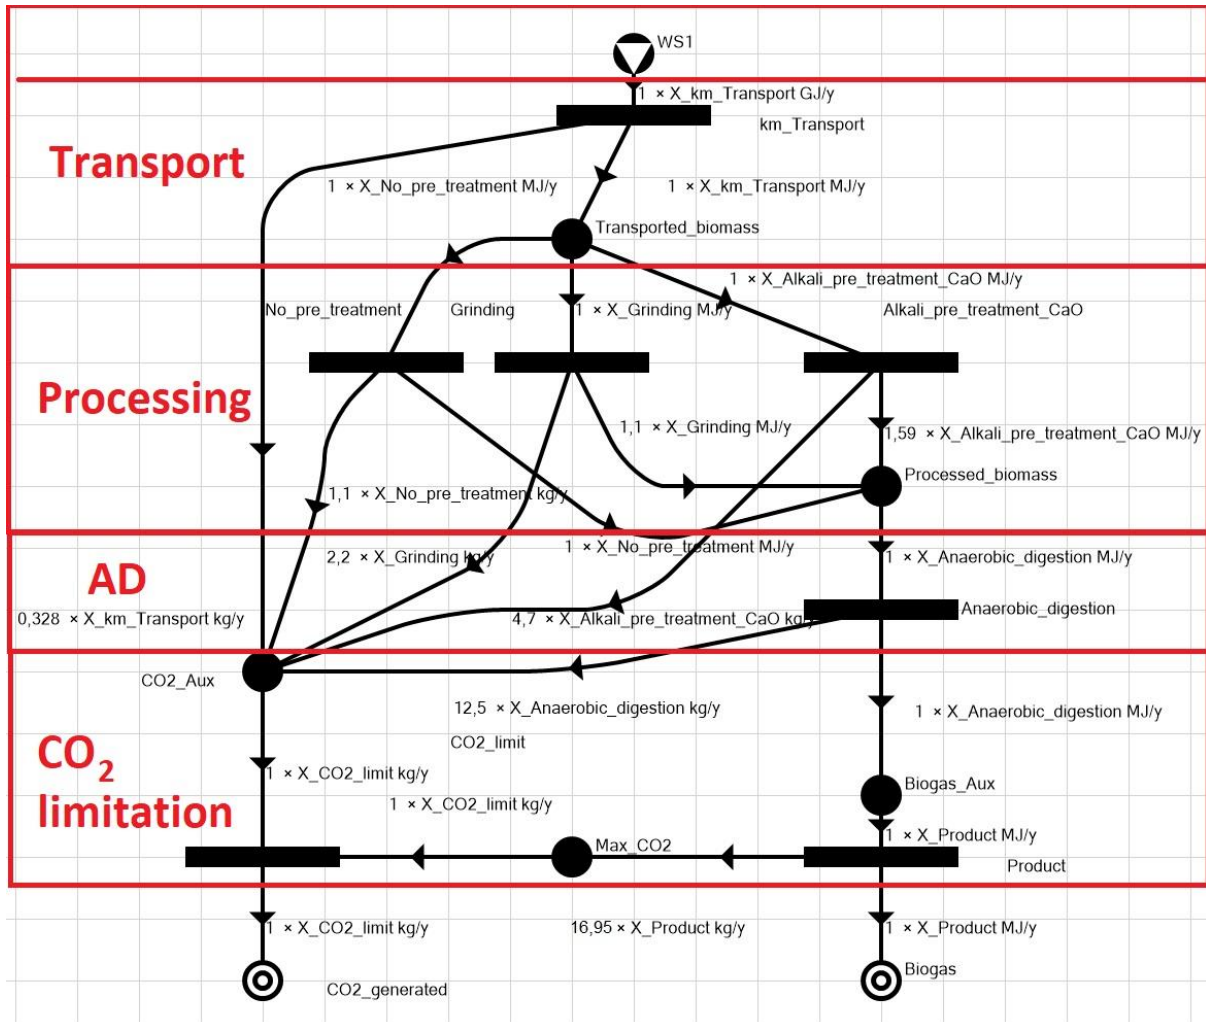 WS1
1 × X_km_Transport GJ/y
km_Transport
Transport
1 × X_No_pre_treatment MJ/y
1 × X_km_Transport MJ/y
Transported_biomass
1 × X_Alkali_pre_treatment_CaO MJ/y
No_pre_treatment
Grinding
1 × X_Grinding MJ/y
Alkali_pre_treatment_CaO
Processing
1,1 × X_Grinding MJ/y
1,59 × X_Alkali_pre_treatment_CaO MJ/y
Processed_biomass
1,1 × X_No_pre_treatment kg/y
2,2 × X_Grinding kg/y
1 × X_No_pre_treatment MJ/y
1 × X_Anaerobic_digestion MJ/y
AD
0,328 × X_km_Transport kg/y
4,7 × X_Alkali_pre_treatment_CaO kg/y
Anaerobic_digestion
CO2_Aux
12,5 × X_Anaerobic_digestion kg/y
1 × X_Anaerobic_digestion MJ/y
CO2_limit
CO₂
limitation
1 × X_CO2_limit kg/y
Biogas_Aux
1 × X_CO2_limit kg/y
1 × X_Product MJ/y
Max_CO2
Product
1 × X_CO2_limit kg/y
16,95 × X_Product kg/y
1 × X_Product MJ/y
Biogas
CO2_generated